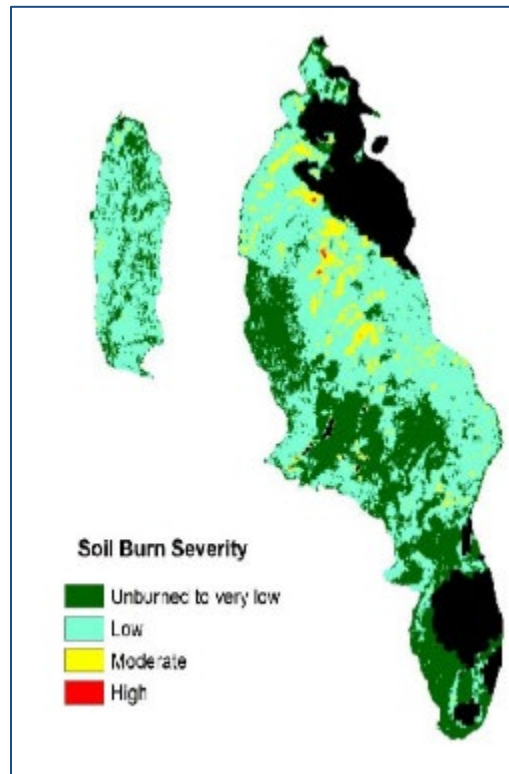 Soil Burn Severity
Unburned to very low
Low
Moderate
High